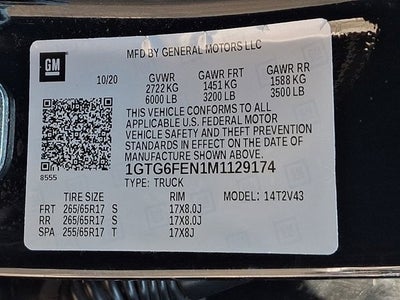 MFD BY GENERAL MOTORS LLC
GM
10/20 GVWR GAWR FRT GAWR RR
2722 KG 1451 KG 1588 KG
6000 LB 3200 LB 3500 LB
THIS VEHICLE CONFORMS TO ALL
APPLICABLE U.S. FEDERAL MOTOR
VEHICLE SAFETY AND THEFT PREVENTION
STANDARDS IN EFFECT ON THE DATE OF
MANUFACTURE SHOWN ABOVE.
8555
1GTG6FEN1M1129174
TYPE: TRUCK
TIRE SIZE RIM MODEL: 14T2V43
FRT 265/65R17 S 17X8.0J
RR 265/65R17 S 17X8.0J
SPA 265/65R17 T 17X8J